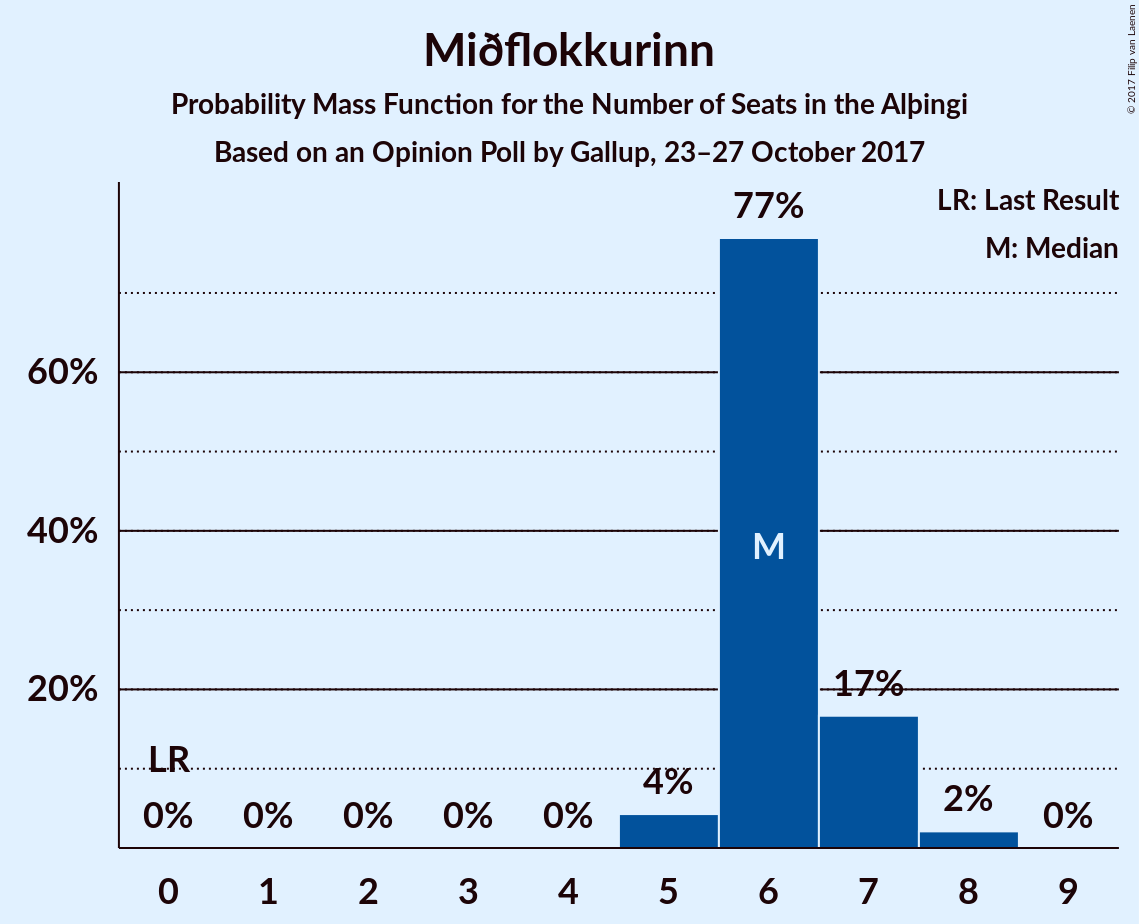 Miðflokkurinn
Probability Mass Function for the Number of Seats in the Alþingi
Based on an Opinion Poll by Gallup, 23–27 October 2017
© 2017 Filip van Laenen
LR: Last Result
M: Median
77%
60%
40%
M
20%
17%
LR
4%
2%
0%
0%
0%
0%
0%
0%
0 1 2 3 4 5 6 7 8 9